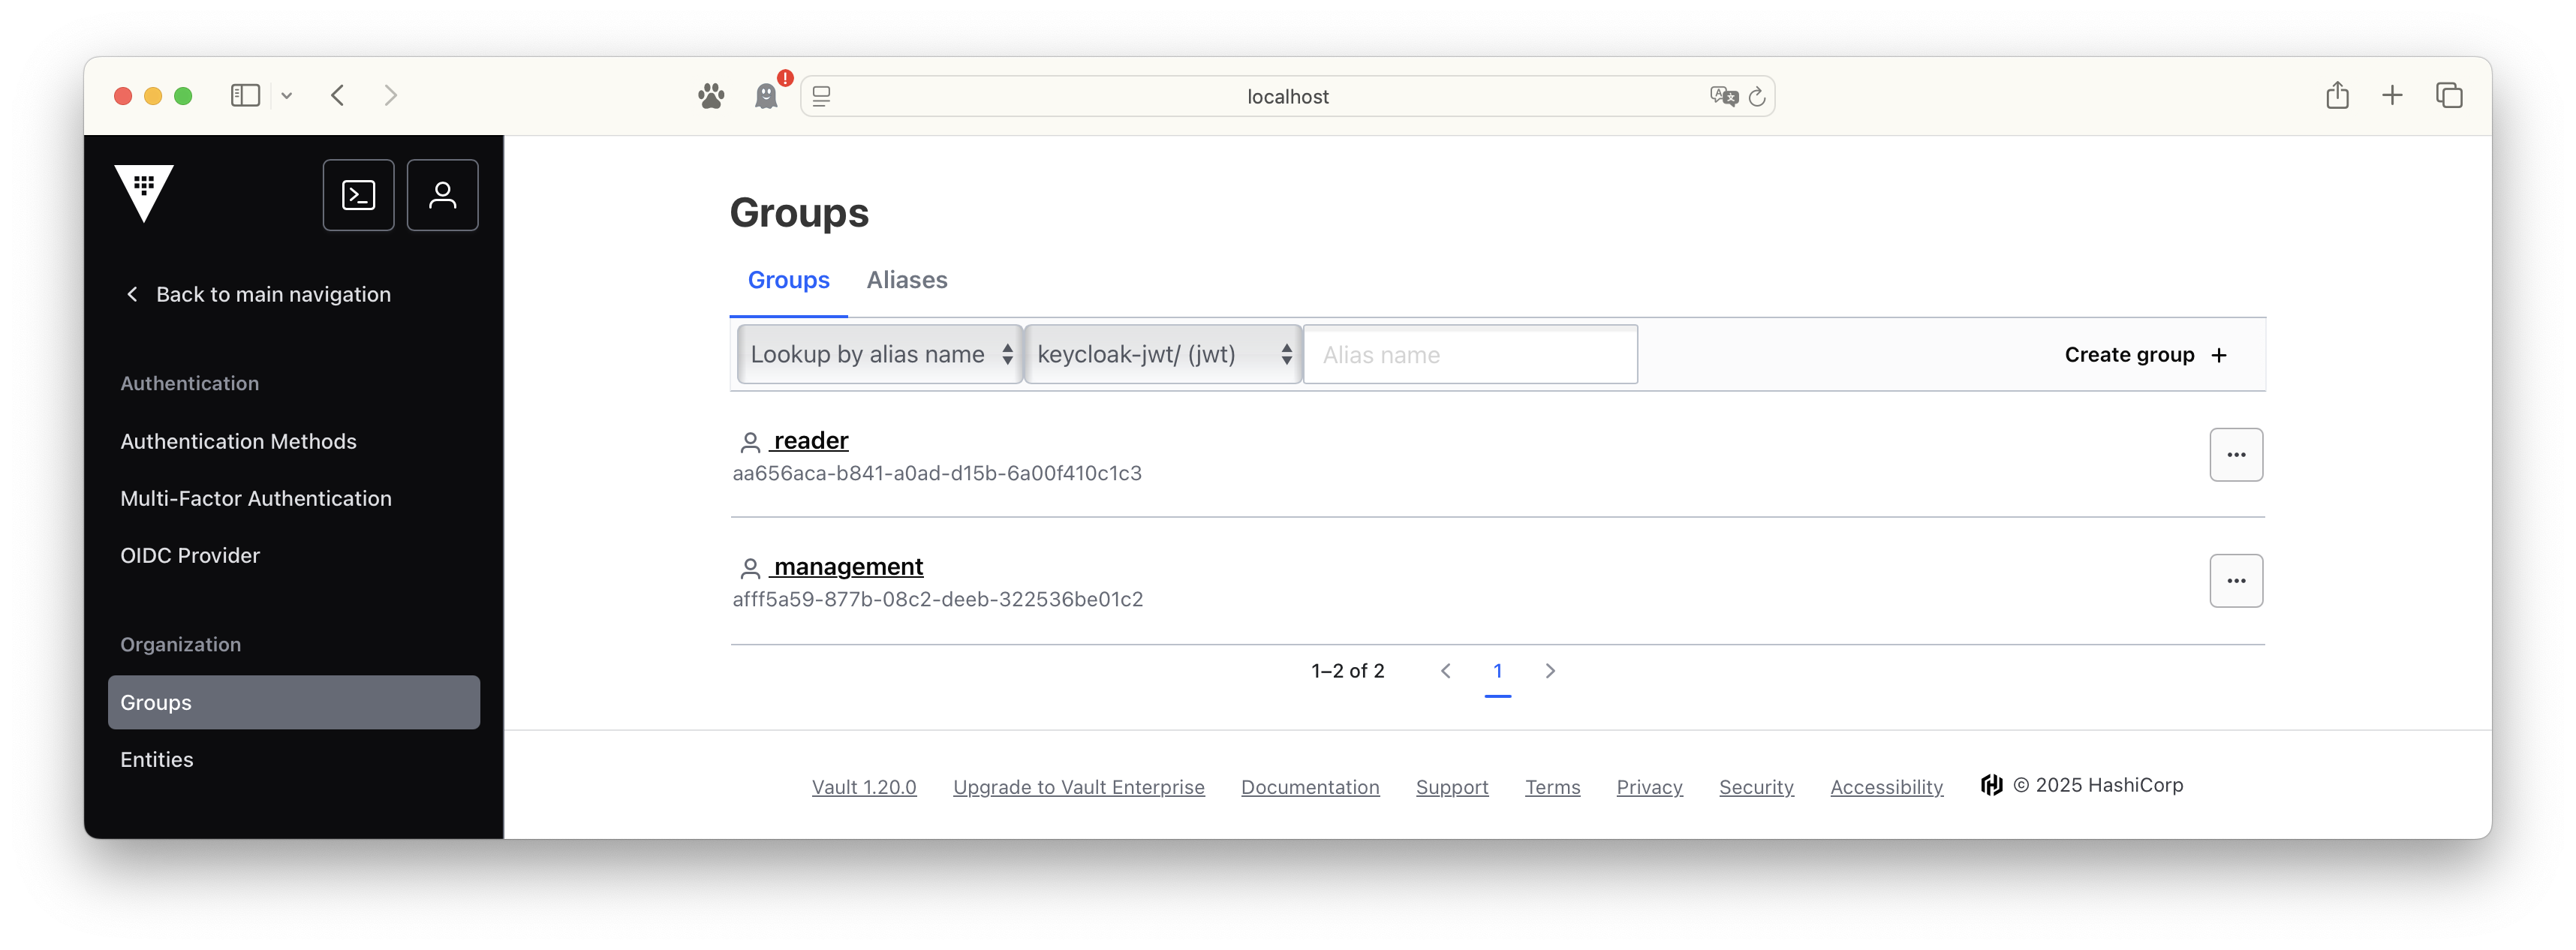 localhost
Back to main navigation
Authentication
Authentication Methods
Multi-Factor Authentication
OIDC Provider
Organization
Groups
Entities
Groups
Groups Aliases
Lookup by alias name keycloak-jwt/ (jwt) Alias name Create group +
reader
aa656aca-b841-a0ad-d15b-6a00f410c1c3
management
afff5a59-877b-08c2-deeb-322536be01c2
1–2 of 2 1
Vault 1.20.0 Upgrade to Vault Enterprise Documentation Support Terms Privacy Security Accessibility © 2025 HashiCorp